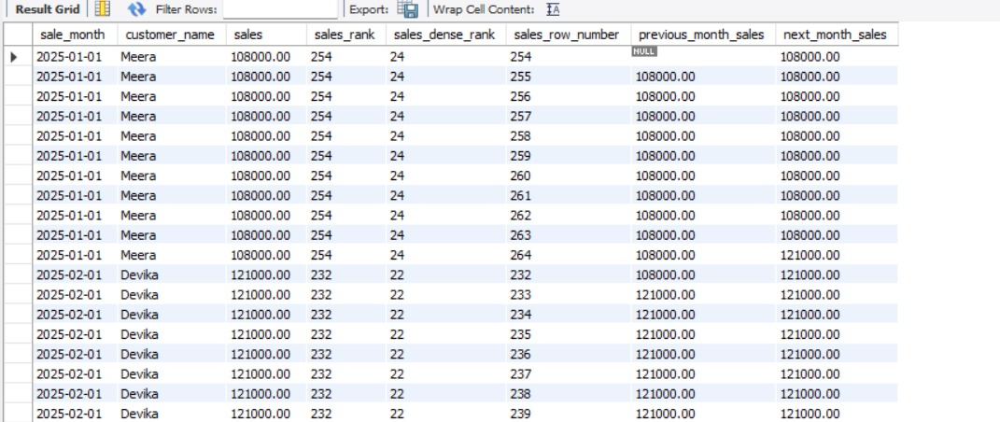 Result Grid Filter Rows: Export: Wrap Cell Content: IA
sale_month customer_name sales sales_rank sales_dense_rank sales_row_number previous_month_sales next_month_sales
2025-01-01 Meera 108000.00 254 24 254 NULL 108000.00
2025-01-01 Meera 108000.00 254 24 255 108000.00 108000.00
2025-01-01 Meera 108000.00 254 24 256 108000.00 108000.00
2025-01-01 Meera 108000.00 254 24 257 108000.00 108000.00
2025-01-01 Meera 108000.00 254 24 258 108000.00 108000.00
2025-01-01 Meera 108000.00 254 24 259 108000.00 108000.00
2025-01-01 Meera 108000.00 254 24 260 108000.00 108000.00
2025-01-01 Meera 108000.00 254 24 261 108000.00 108000.00
2025-01-01 Meera 108000.00 254 24 262 108000.00 108000.00
2025-01-01 Meera 108000.00 254 24 263 108000.00 108000.00
2025-01-01 Meera 108000.00 254 24 264 108000.00 121000.00
2025-02-01 Devika 121000.00 232 22 232 108000.00 121000.00
2025-02-01 Devika 121000.00 232 22 233 121000.00 121000.00
2025-02-01 Devika 121000.00 232 22 234 121000.00 121000.00
2025-02-01 Devika 121000.00 232 22 235 121000.00 121000.00
2025-02-01 Devika 121000.00 232 22 236 121000.00 121000.00
2025-02-01 Devika 121000.00 232 22 237 121000.00 121000.00
2025-02-01 Devika 121000.00 232 22 238 121000.00 121000.00
2025-02-01 Devika 121000.00 232 22 239 121000.00 121000.00